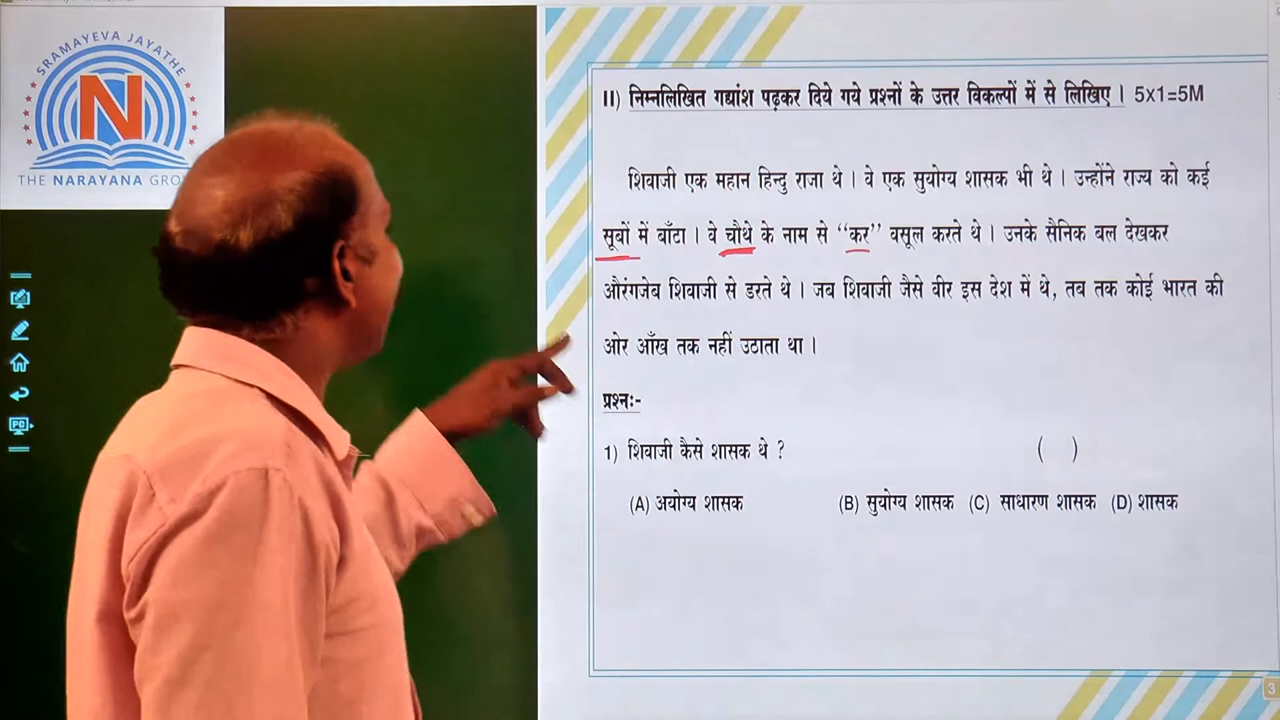 SRAMAYEVA JAYATHE
N
THE NARAYANA GRO
II) निम्नलिखित गद्यांश पढ़कर दिये गये प्रश्नों के उत्तर विकल्पों में से लिखिए। 5x1=5M
शिवाजी एक महान हिन्दु राजा थे। वे एक सुयोग्य शासक भी थे। उन्होंने राज्य को कई
सूबों में बाँटा। वे चौथे के नाम से “कर” वसूल करते थे। उनके सैनिक बल देखकर
औरंगजेब शिवाजी से डरते थे। जब शिवाजी जैसे वीर इस देश में थे, तब तक कोई भारत की
ओर आँख तक नहीं उठाता था।
प्रश्नः-
1) शिवाजी कैसे शासक थे ? ( )
(A) अयोग्य शासक (B) सुयोग्य शासक (C) साधारण शासक (D) शासक
PC
3